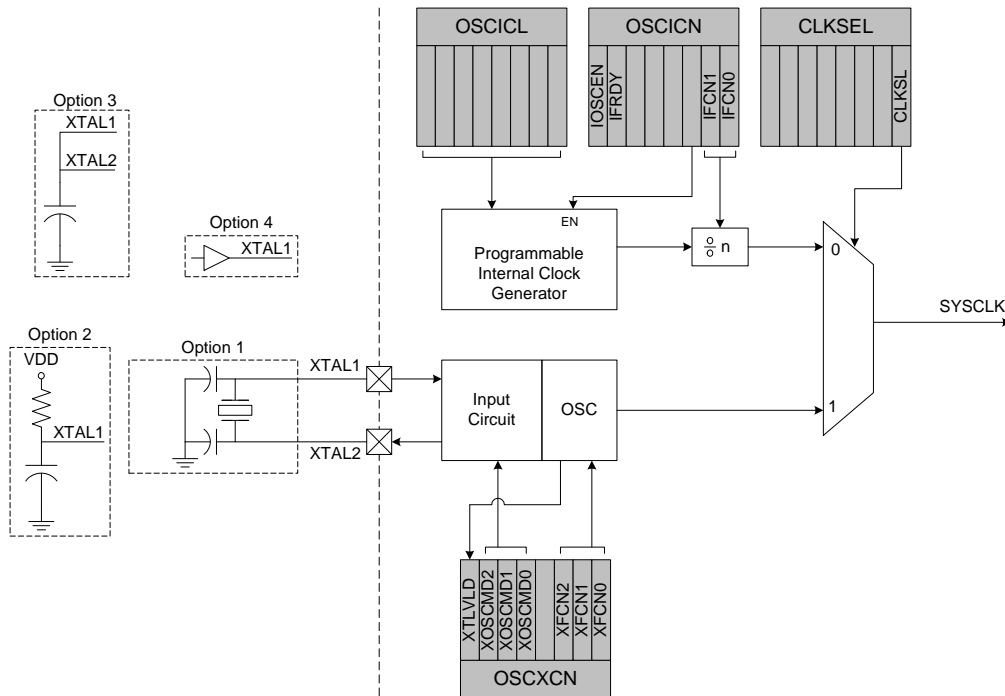 OSCICL
OSCICN
CLKSEL
IOSCEN
IFRDY
IFCN1
IFCN0
CLKSL
Option 3
XTAL1
XTAL2
Option 4
XTAL1
EN
Programmable
Internal Clock
Generator
n
0
SYSCLK
Option 2
VDD
XTAL1
Option 1
XTAL1
XTAL2
Input
Circuit
OSC
1
XTLVLD
XOSCMD2
XOSCMD1
XOSCMD0
XFCN2
XFCN1
XFCN0
OSCXCN